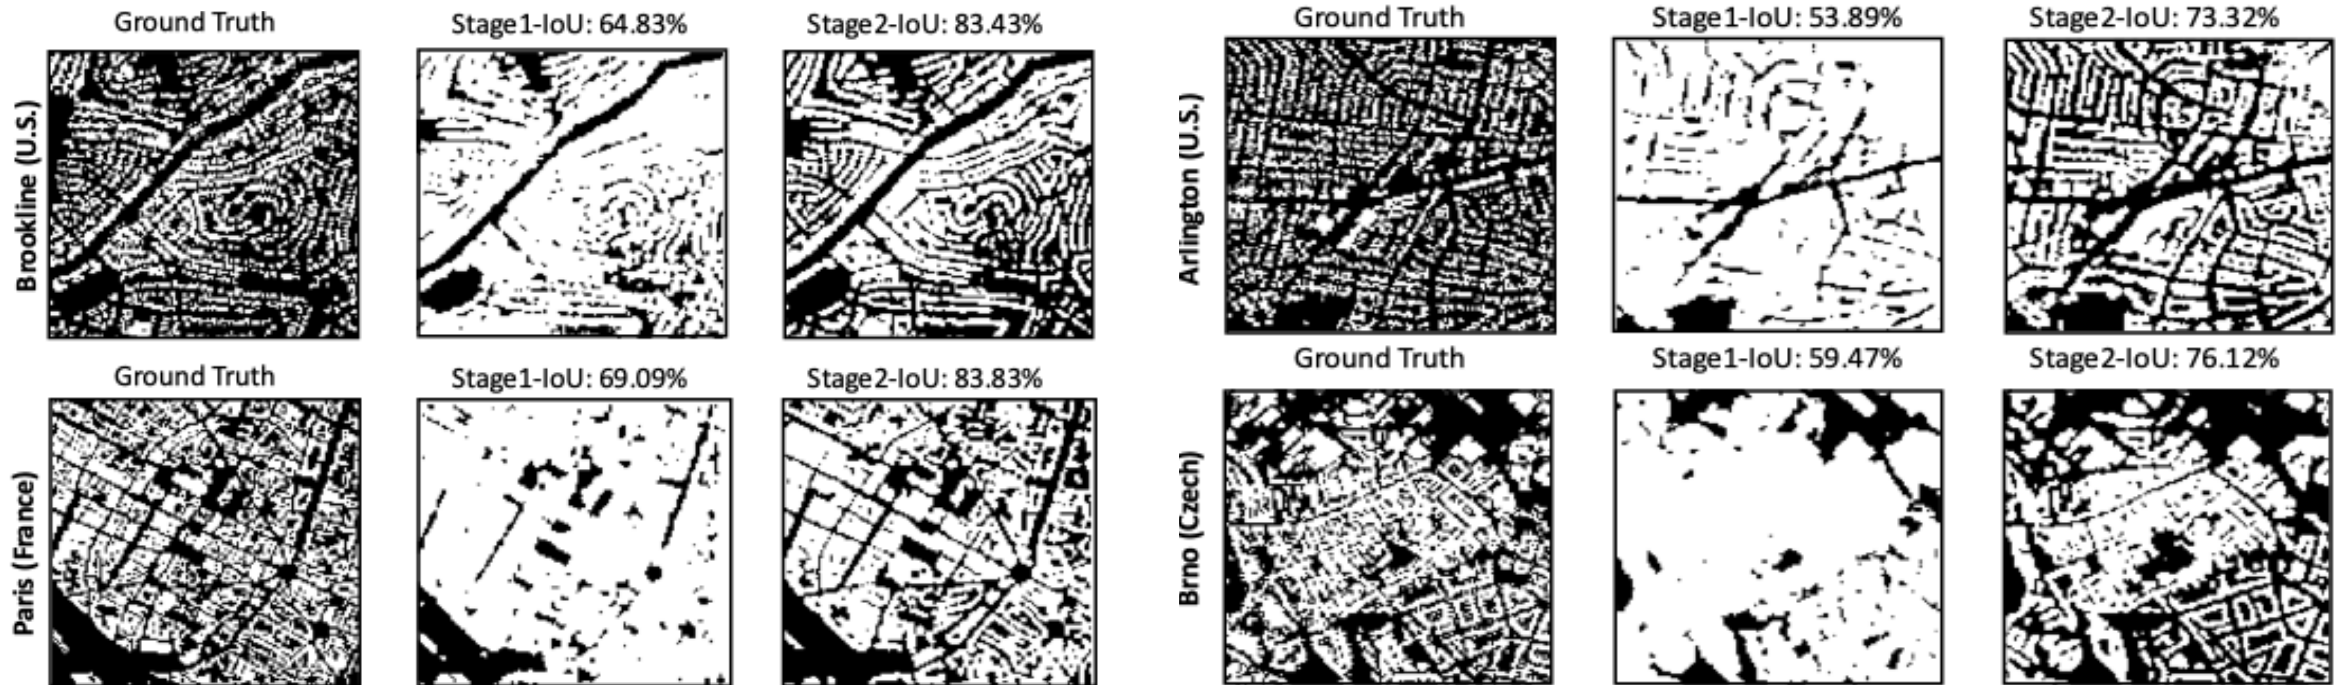 Ground Truth
Stage1-IoU: 64.83%
Stage2-IoU: 83.43%
Brookline (U.S.)
Ground Truth
Stage1-IoU: 53.89%
Stage2-IoU: 73.32%
Arlington (U.S.)
Ground Truth
Stage1-IoU: 69.09%
Stage2-IoU: 83.83%
Paris (France)
Ground Truth
Stage1-IoU: 59.47%
Stage2-IoU: 76.12%
Brno (Czech)